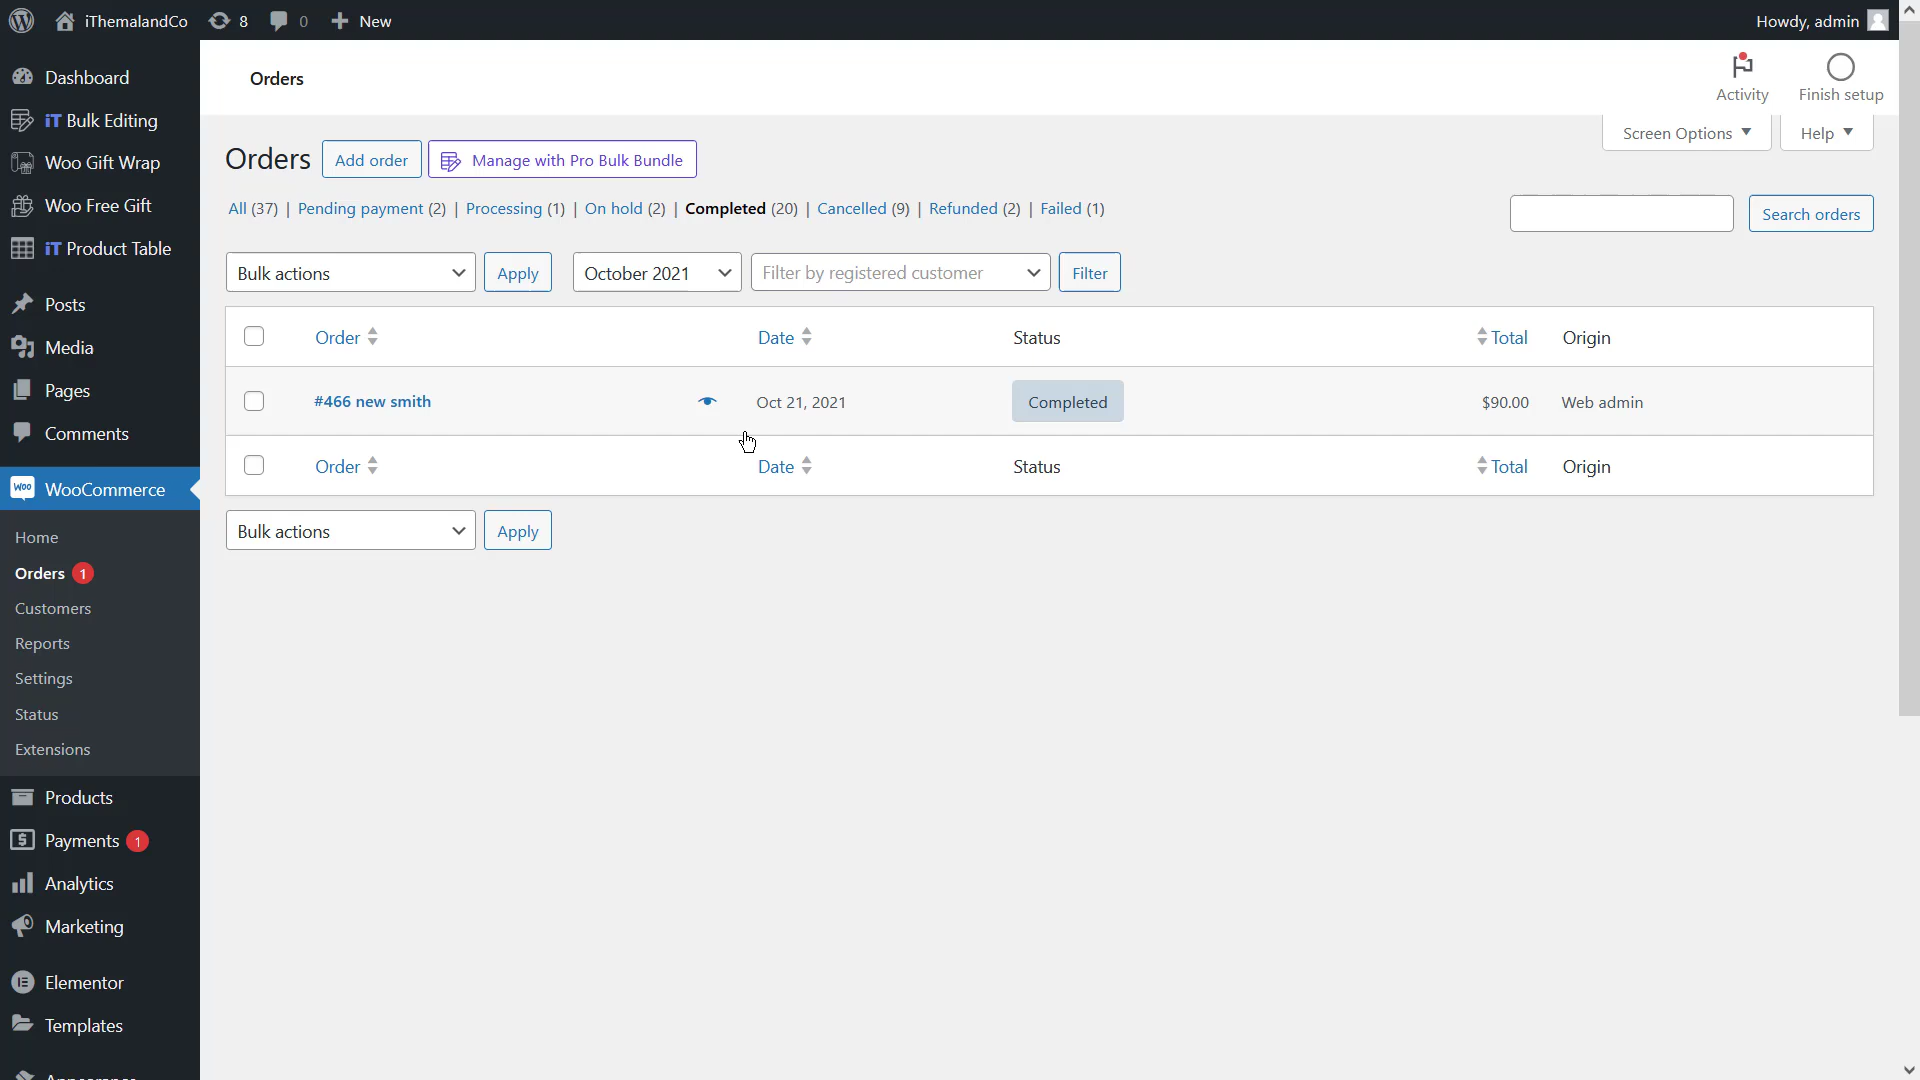 iThemalandCo 8 0 New Howdy, admin
Dashboard
iT Bulk Editing
Woo Gift Wrap
Woo Free Gift
iT Product Table
Posts
Media
Pages
Comments
Woo WooCommerce
Home
Orders 1
Customers
Reports
Settings
Status
Extensions
Products
Payments 1
Analytics
Marketing
Elementor
Templates
Orders
Activity Finish setup
Screen Options Help
Orders Add order Manage with Pro Bulk Bundle
All (37) | Pending payment (2) | Processing (1) | On hold (2) | Completed (20) | Cancelled (9) | Refunded (2) | Failed (1)
Search orders
Bulk actions Apply October 2021 Filter by registered customer Filter
Order Date Status Total Origin
#466 new smith Oct 21, 2021 Completed $90.00 Web admin
Order Date Status Total Origin
Bulk actions Apply